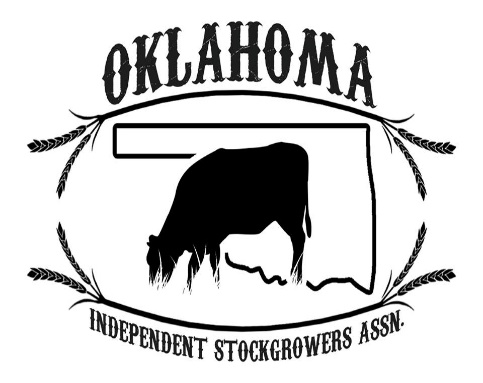 OKLAHOMA
INDEPENDENT STOCKGROWERS ASSN.